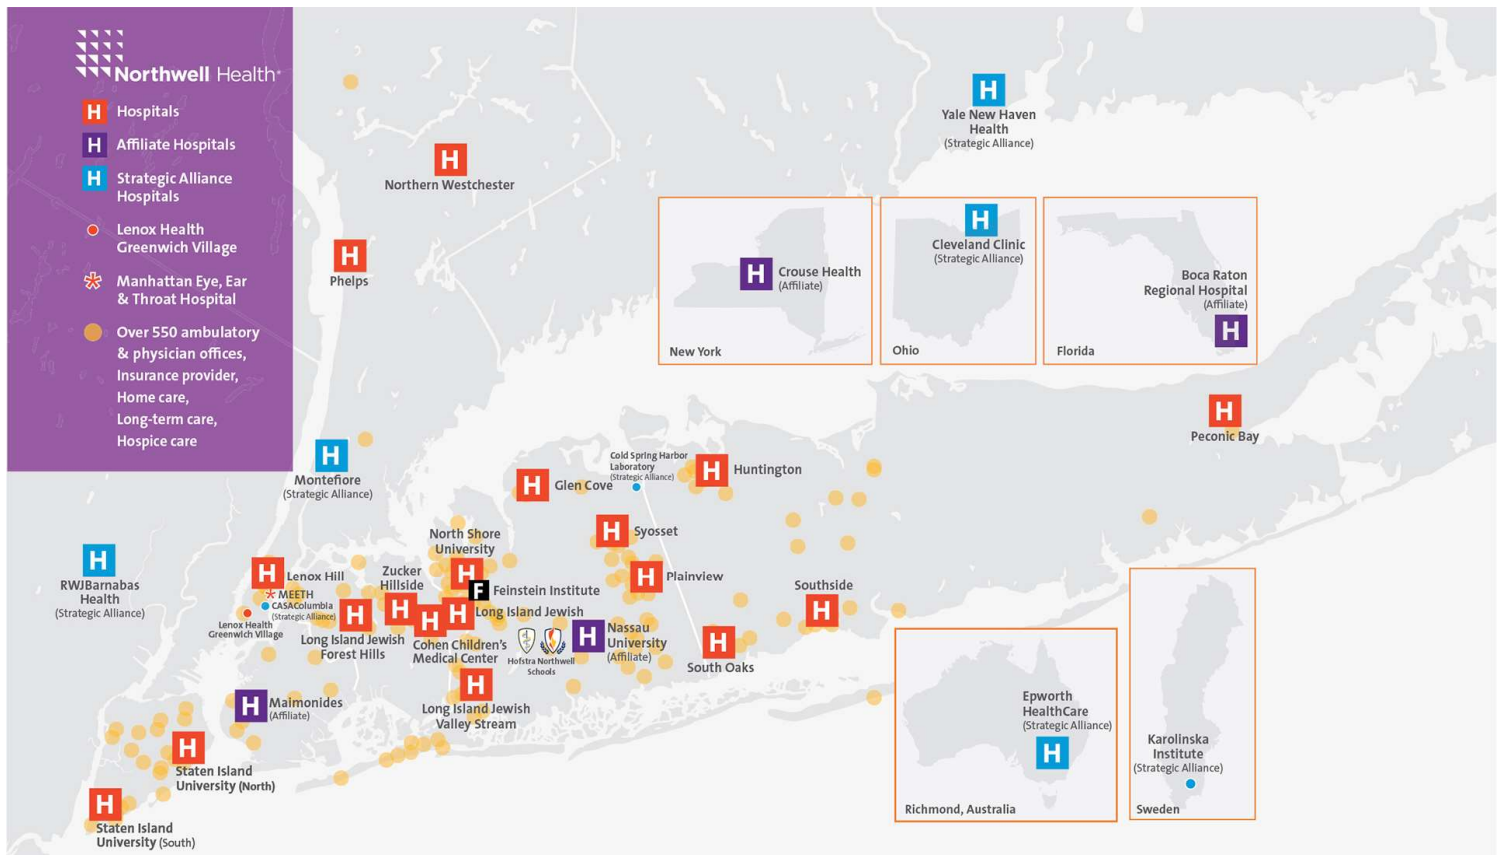 Northwell Health
H Hospitals
H Affiliate Hospitals
H Strategic Alliance
Hospitals
Lenox Health
Greenwich Village
Manhattan Eye, Ear
& Throat Hospital
Over 550 ambulatory
& physician offices,
Insurance provider,
Home care,
Long-term care,
Hospice care
H
Yale New Haven
Health
(Strategic Alliance)
H
Northern Westchester
H
Phelps
H Crouse Health
(Affiliate)
New York
H
Cleveland Clinic
(Strategic Alliance)
Ohio
Boca Raton
Regional Hospital
(Affiliate)
H
Florida
H
Peconic Bay
H
Montefiore
(Strategic Alliance)
Cold Spring Harbor
Laboratory
(Strategic Alliance)
H Huntington
H Glen Cove
H Syosset
H Plainview
North Shore
University
H
F Feinstein Institute
Zucker
Hillside
H
H
H Long Island Jewish
Cohen Children's
Medical Center
H
RWJBarnabas
Health
(Strategic Alliance)
H Lenox Hill
MEETH
CASAColumbia
(Strategic Alliance)
Lenox Health
Greenwich Village
H
Long Island Jewish
Forest Hills
Hofstra Northwell
Schools
H Nassau
University
(Affiliate)
H
South Oaks
Southside
H
H
Long Island Jewish
Valley Stream
H Maimonides
(Affiliate)
H
Staten Island
University (North)
H
Staten Island
University (South)
Epworth
HealthCare
(Strategic Alliance)
H
Richmond, Australia
Karolinska
Institute
(Strategic Alliance)
Sweden